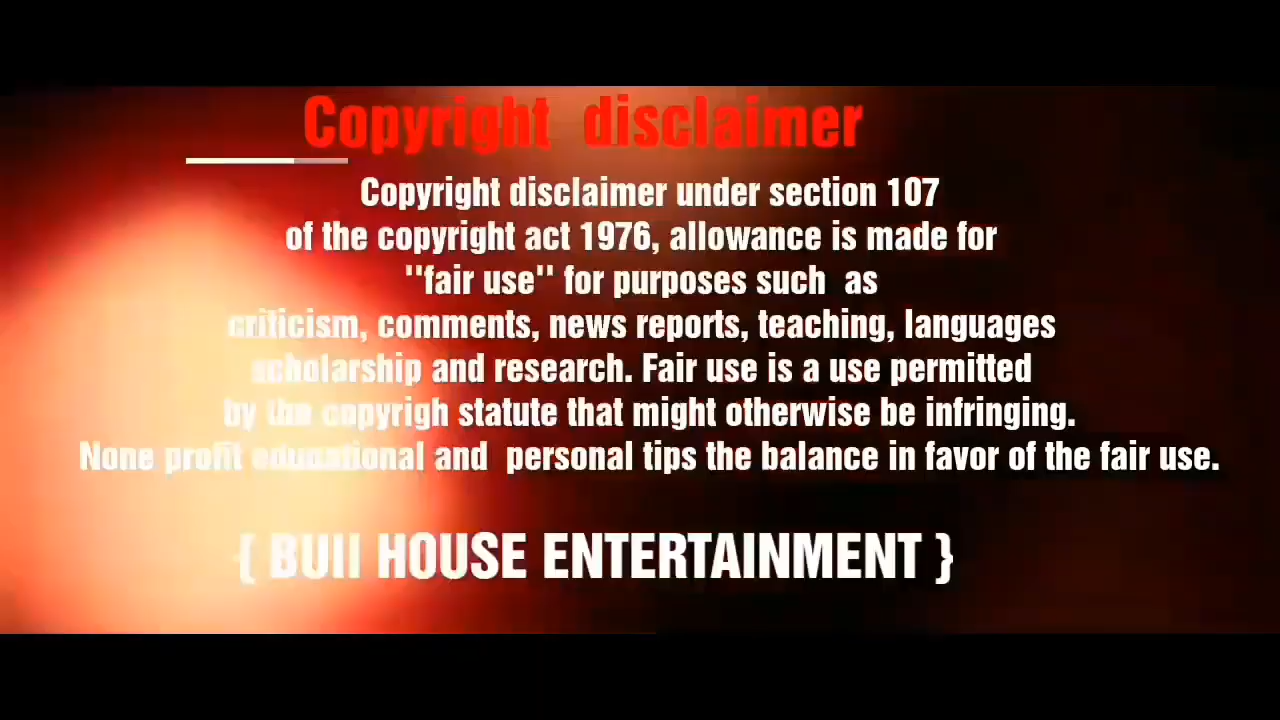 Copyright disclaimer
Copyright disclaimer under section 107
of the copyright act 1976, allowance is made for
"fair use" for purposes such as
criticism, comments, news reports, teaching, languages
scholarship and research. Fair use is a use permitted
by the copyrigh statute that might otherwise be infringing.
None profit educational and personal tips the balance in favor of the fair use.
{ BUII HOUSE ENTERTAINMENT }